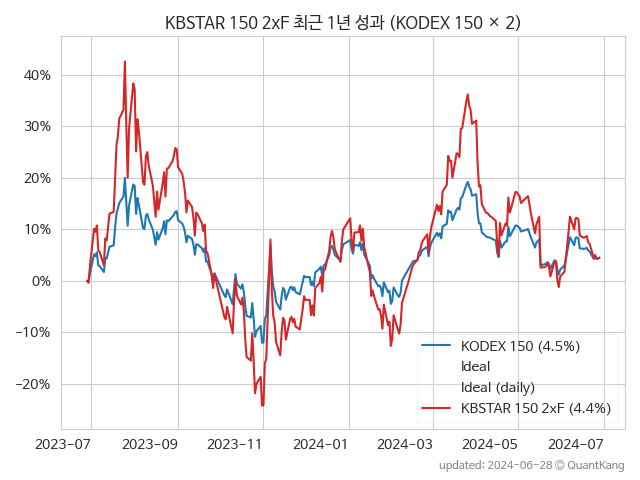 KBSTAR 150 2xF 최근 1년 성과 (KODEX 150 × 2)
40%
30%
20%
10%
0%
−10%
−20%
KODEX 150 (4.5%)
Ideal
Ideal (daily)
KBSTAR 150 2xF (4.4%)
2023-07 2023-09 2023-11 2024-01 2024-03 2024-05 2024-07
updated: 2024-06-28 © QuantKang